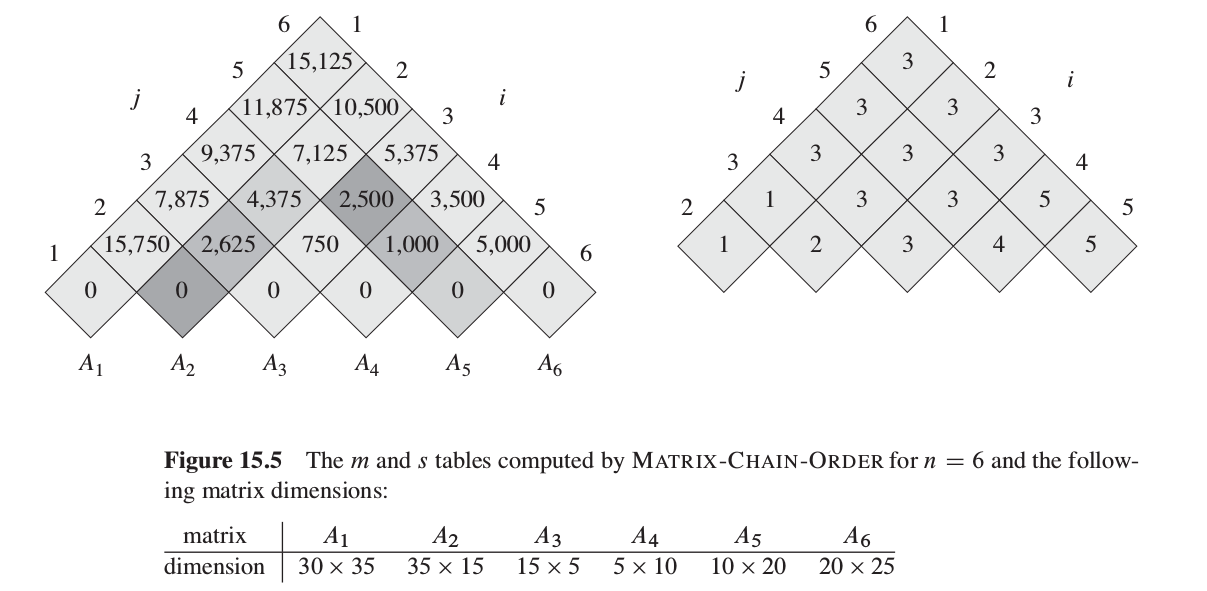 6 1 6 1
15,125 3
5 2 5 2
j i j i
11,875 10,500 3 3
4 3 4 3
9,375 7,125 5,375 3 3 3
3 4 3 4
7,875 4,375 2,500 3,500 1 3 3 5
2 5 2 5
15,750 2,625 750 1,000 5,000 1 2 3 4 5
1 6
0 0 0 0 0 0
A1 A2 A3 A4 A5 A6
Figure 15.5 The m and s tables computed by MATRIX-CHAIN-ORDER for n = 6 and the follow-
ing matrix dimensions:
matrix A1 A2 A3 A4 A5 A6
dimension 30 × 35 35 × 15 15 × 5 5 × 10 10 × 20 20 × 25